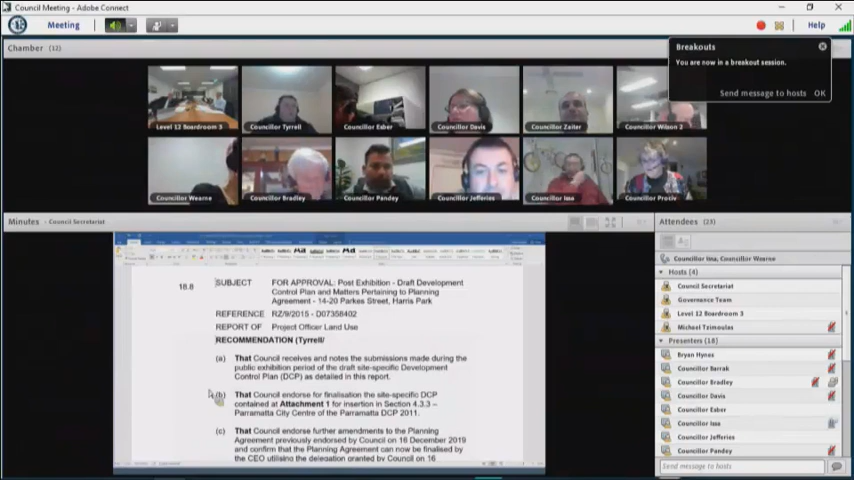 Council Meeting - Adobe Connect
Meeting
Help
Chamber (12)
Breakouts
You are now in a breakout session.
Send message to hosts OK
Level 12 Boardroom 3
Councillor Tyrrell
Councillor Esber
Councillor Davis
Councillor Zaiter
Councillor Wilson 2
Councillor Wearne
Councillor Bradley
Councillor Pandey
Councillor Jefferies
Councillor Issa
Councillor Prociv
Minutes - Council Secretariat
18.8 SUBJECT FOR APPROVAL: Post Exhibition - Draft Development
Control Plan and Matters Pertaining to Planning
Agreement - 14-20 Parkes Street, Harris Park
REFERENCE RZ/9/2015 - D07358402
REPORT OF Project Officer Land Use
RECOMMENDATION (Tyrrell/
(a) That Council receives and notes the submissions made during the
public exhibition period of the draft site-specific Development
Control Plan (DCP) as detailed in this report.
(b) That Council endorse for finalisation the site-specific DCP
contained at Attachment 1 for insertion in Section 4.3.3 –
Parramatta City Centre of the Parramatta DCP 2011.
(c) That Council endorse further amendments to the Planning
Agreement previously endorsed by Council on 16 December 2019
and confirm that the Planning Agreement can now be finalised by
the CEO utilising the delegation granted by Council on 16
Attendees (23)
Councillor Issa, Councillor Wearne
Hosts (4)
Council Secretariat
Governance Team
Level 12 Boardroom 3
Michael Tzimoulas
Presenters (18)
Bryan Hynes
Councillor Barrak
Councillor Bradley
Councillor Davis
Councillor Esber
Councillor Issa
Councillor Jefferies
Councillor Pandey
Send message to hosts